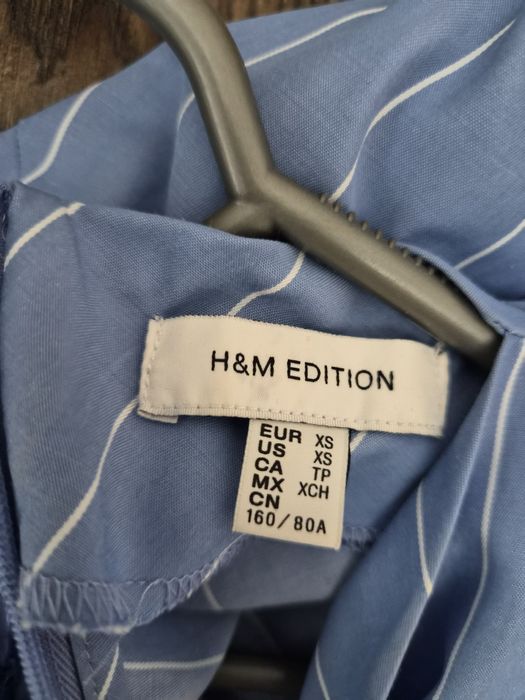 H&M EDITION
EUR XS
US XS
CA TP
MX XCH
CN
160/80A